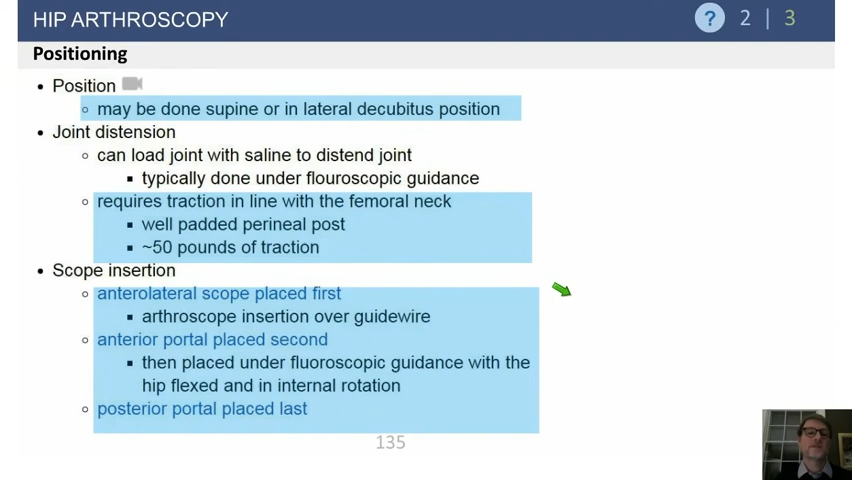 HIP ARTHROSCOPY
? 2 | 3
Positioning
• Position
○ may be done supine or in lateral decubitus position
• Joint distension
○ can load joint with saline to distend joint
▪ typically done under flouroscopic guidance
○ requires traction in line with the femoral neck
▪ well padded perineal post
▪ ~50 pounds of traction
• Scope insertion
○ anterolateral scope placed first
▪ arthroscope insertion over guidewire
○ anterior portal placed second
▪ then placed under fluoroscopic guidance with the
hip flexed and in internal rotation
○ posterior portal placed last
135